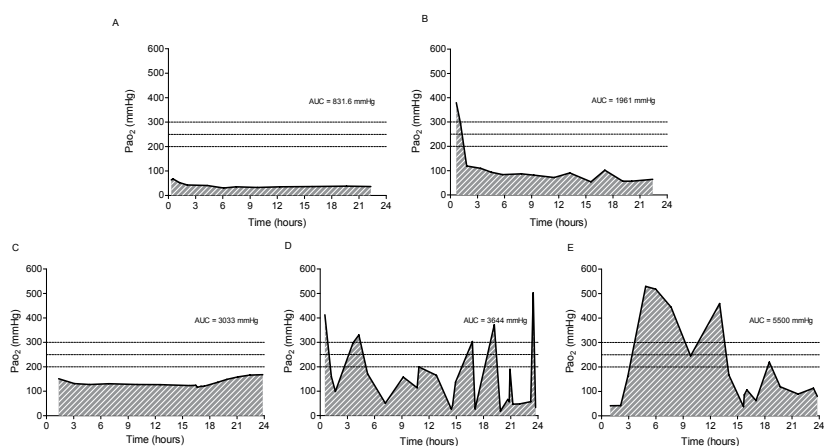 A
600
500
400
300
200
100
0
Pao2 (mmHg)
AUC = 831.6 mmHg
0 3 6 9 12 15 18 21 24
Time (hours)
B
600
500
400
300
200
100
0
Pao2 (mmHg)
AUC = 1961 mmHg
0 3 6 9 12 15 18 21 24
Time (hours)
C
600
500
400
300
200
100
0
Pao2 (mmHg)
AUC = 3033 mmHg
0 3 6 9 12 15 18 21 24
Time (hours)
D
600
500
400
300
200
100
0
Pao2 (mmHg)
AUC = 3644 mmHg
0 3 6 9 12 15 18 21 24
Time (hours)
E
600
500
400
300
200
100
0
Pao2 (mmHg)
AUC = 5500 mmHg
0 3 6 9 12 15 18 21 24
Time (hours)